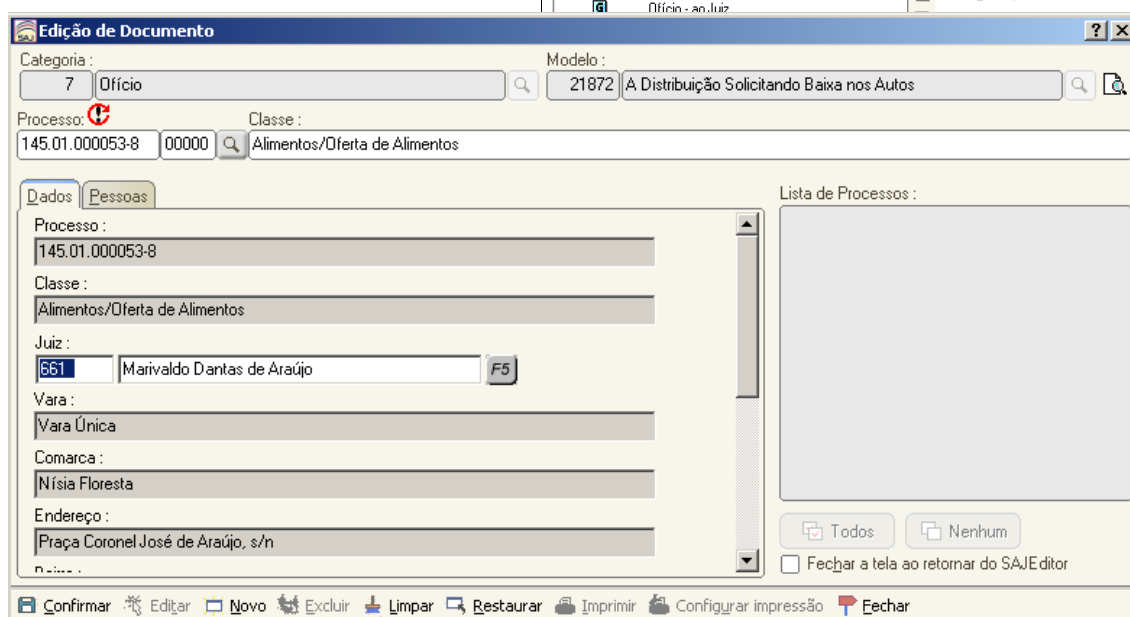 Ofício - ao Juiz
Edição de Documento
Categoria : Modelo :
7 Ofício 21872 A Distribuição Solicitando Baixa nos Autos
Processo: Classe :
145.01.000053-8 00000 Alimentos/Oferta de Alimentos
Dados Pessoas Lista de Processos :
Processo :
145.01.000053-8
Classe :
Alimentos/Oferta de Alimentos
Juiz :
661 Marivaldo Dantas de Araújo F5
Vara :
Vara Única
Comarca :
Nísia Floresta
Endereço :
Praça Coronel José de Araújo, s/n
Todos Nenhum
Fechar a tela ao retornar do SAJEditor
Confirmar Editar Novo Excluir Limpar Restaurar Imprimir Configurar impressão Fechar